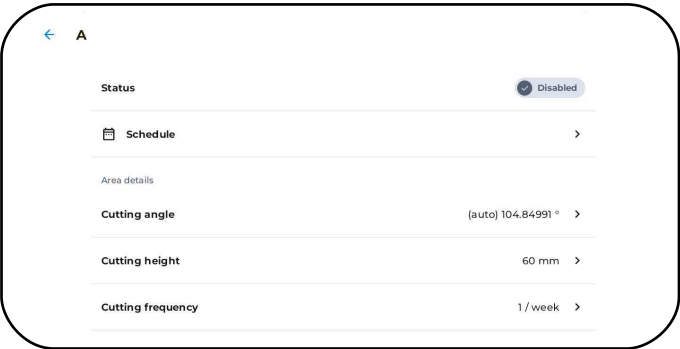 A
Status Disabled
Schedule
Area details
Cutting angle (auto) 104.84991 °
Cutting height 60 mm
Cutting frequency 1 / week